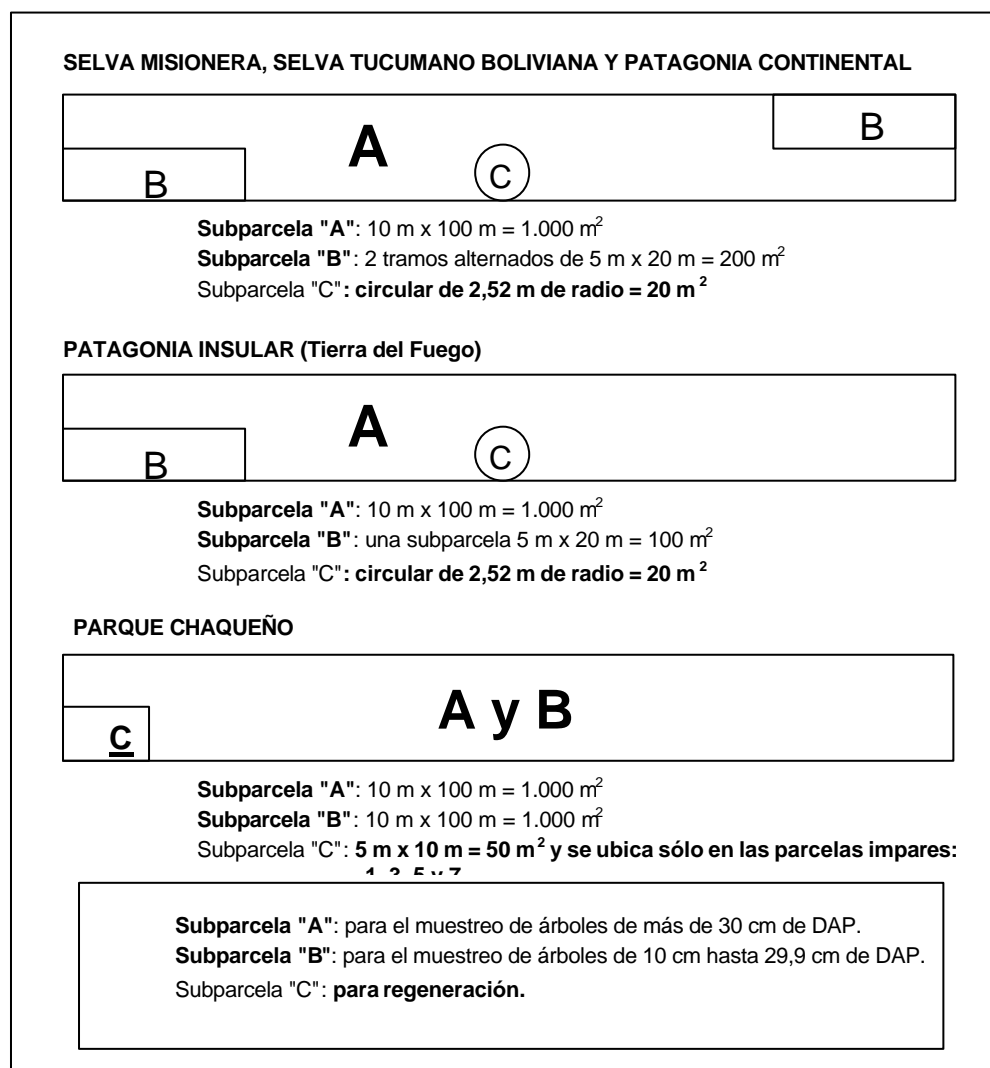 SELVA MISIONERA, SELVA TUCUMANO BOLIVIANA Y PATAGONIA CONTINENTAL
B
A
C
B
Subparcela "A": 10 m x 100 m = 1.000 m²
Subparcela "B": 2 tramos alternados de 5 m x 20 m = 200 m²
Subparcela "C": circular de 2,52 m de radio = 20 m²
PATAGONIA INSULAR (Tierra del Fuego)
A
C
B
Subparcela "A": 10 m x 100 m = 1.000 m²
Subparcela "B": una subparcela 5 m x 20 m = 100 m²
Subparcela "C": circular de 2,52 m de radio = 20 m²
PARQUE CHAQUEÑO
A y B
C
Subparcela "A": 10 m x 100 m = 1.000 m²
Subparcela "B": 10 m x 100 m = 1.000 m²
Subparcela "C": 5 m x 10 m = 50 m² y se ubica sólo en las parcelas impares:
Subparcela "A": para el muestreo de árboles de más de 30 cm de DAP.
Subparcela "B": para el muestreo de árboles de 10 cm hasta 29,9 cm de DAP.
Subparcela "C": para regeneración.